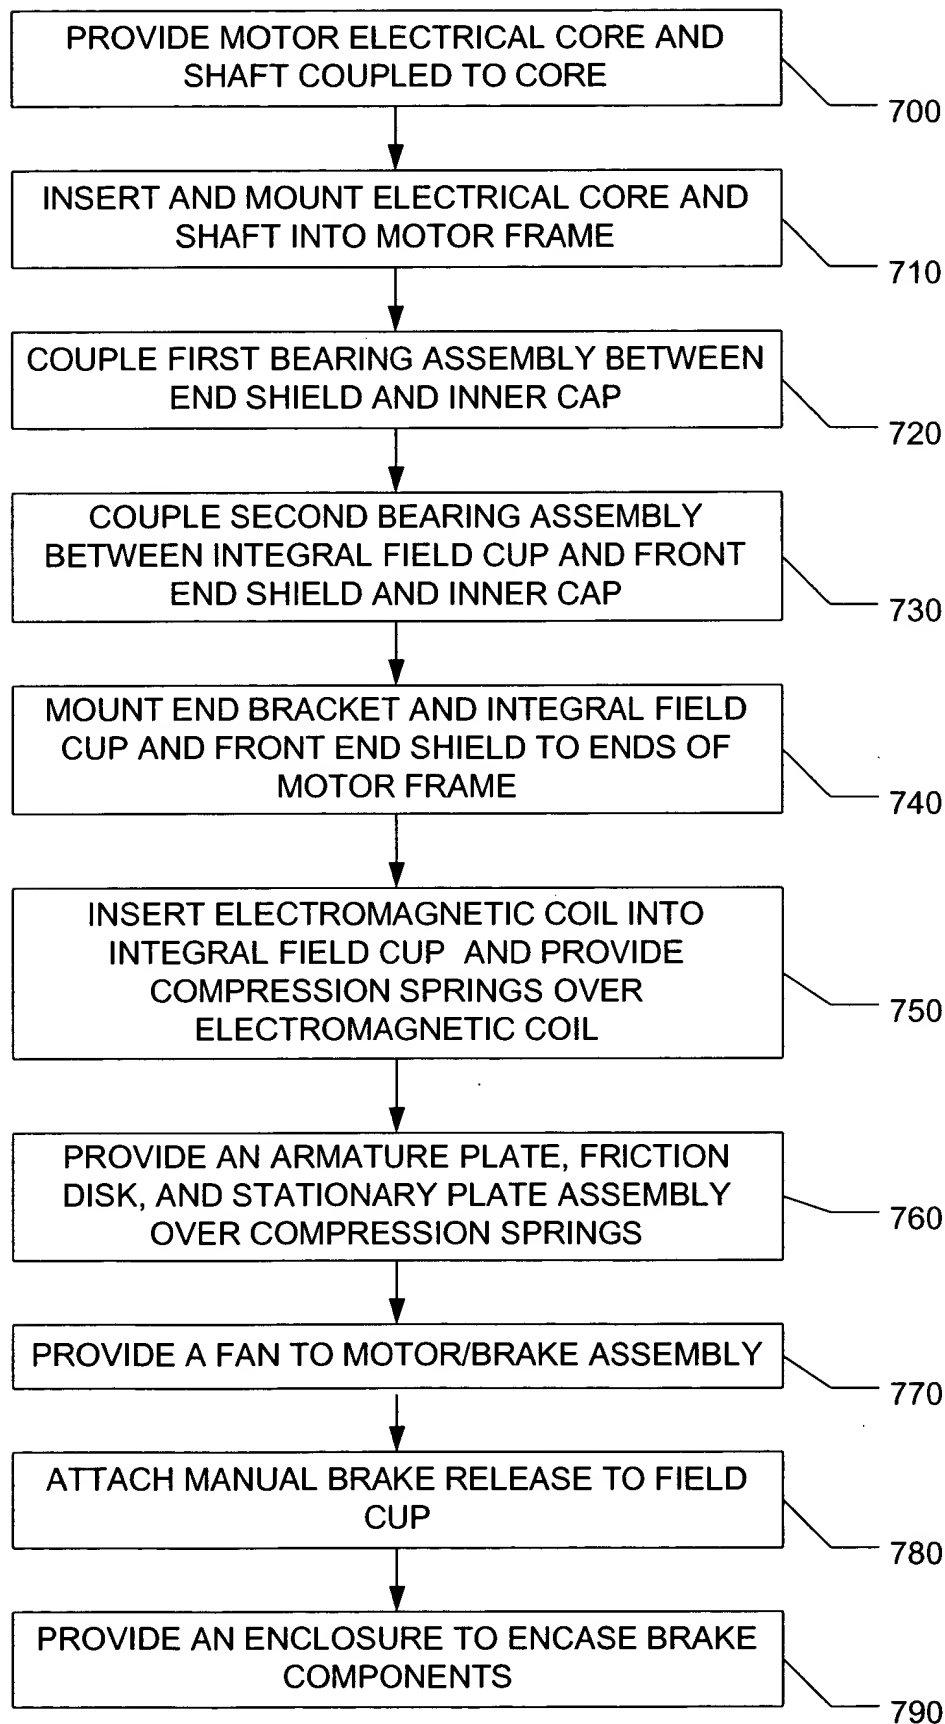 PROVIDE MOTOR ELECTRICAL CORE AND
SHAFT COUPLED TO CORE
700
INSERT AND MOUNT ELECTRICAL CORE AND
SHAFT INTO MOTOR FRAME
710
COUPLE FIRST BEARING ASSEMBLY BETWEEN
END SHIELD AND INNER CAP
720
COUPLE SECOND BEARING ASSEMBLY
BETWEEN INTEGRAL FIELD CUP AND FRONT
END SHIELD AND INNER CAP
730
MOUNT END BRACKET AND INTEGRAL FIELD
CUP AND FRONT END SHIELD TO ENDS OF
MOTOR FRAME
740
INSERT ELECTROMAGNETIC COIL INTO
INTEGRAL FIELD CUP AND PROVIDE
COMPRESSION SPRINGS OVER
ELECTROMAGNETIC COIL
750
PROVIDE AN ARMATURE PLATE, FRICTION
DISK, AND STATIONARY PLATE ASSEMBLY
OVER COMPRESSION SPRINGS
760
PROVIDE A FAN TO MOTOR/BRAKE ASSEMBLY
770
ATTACH MANUAL BRAKE RELEASE TO FIELD
CUP
780
PROVIDE AN ENCLOSURE TO ENCASE BRAKE
COMPONENTS
790